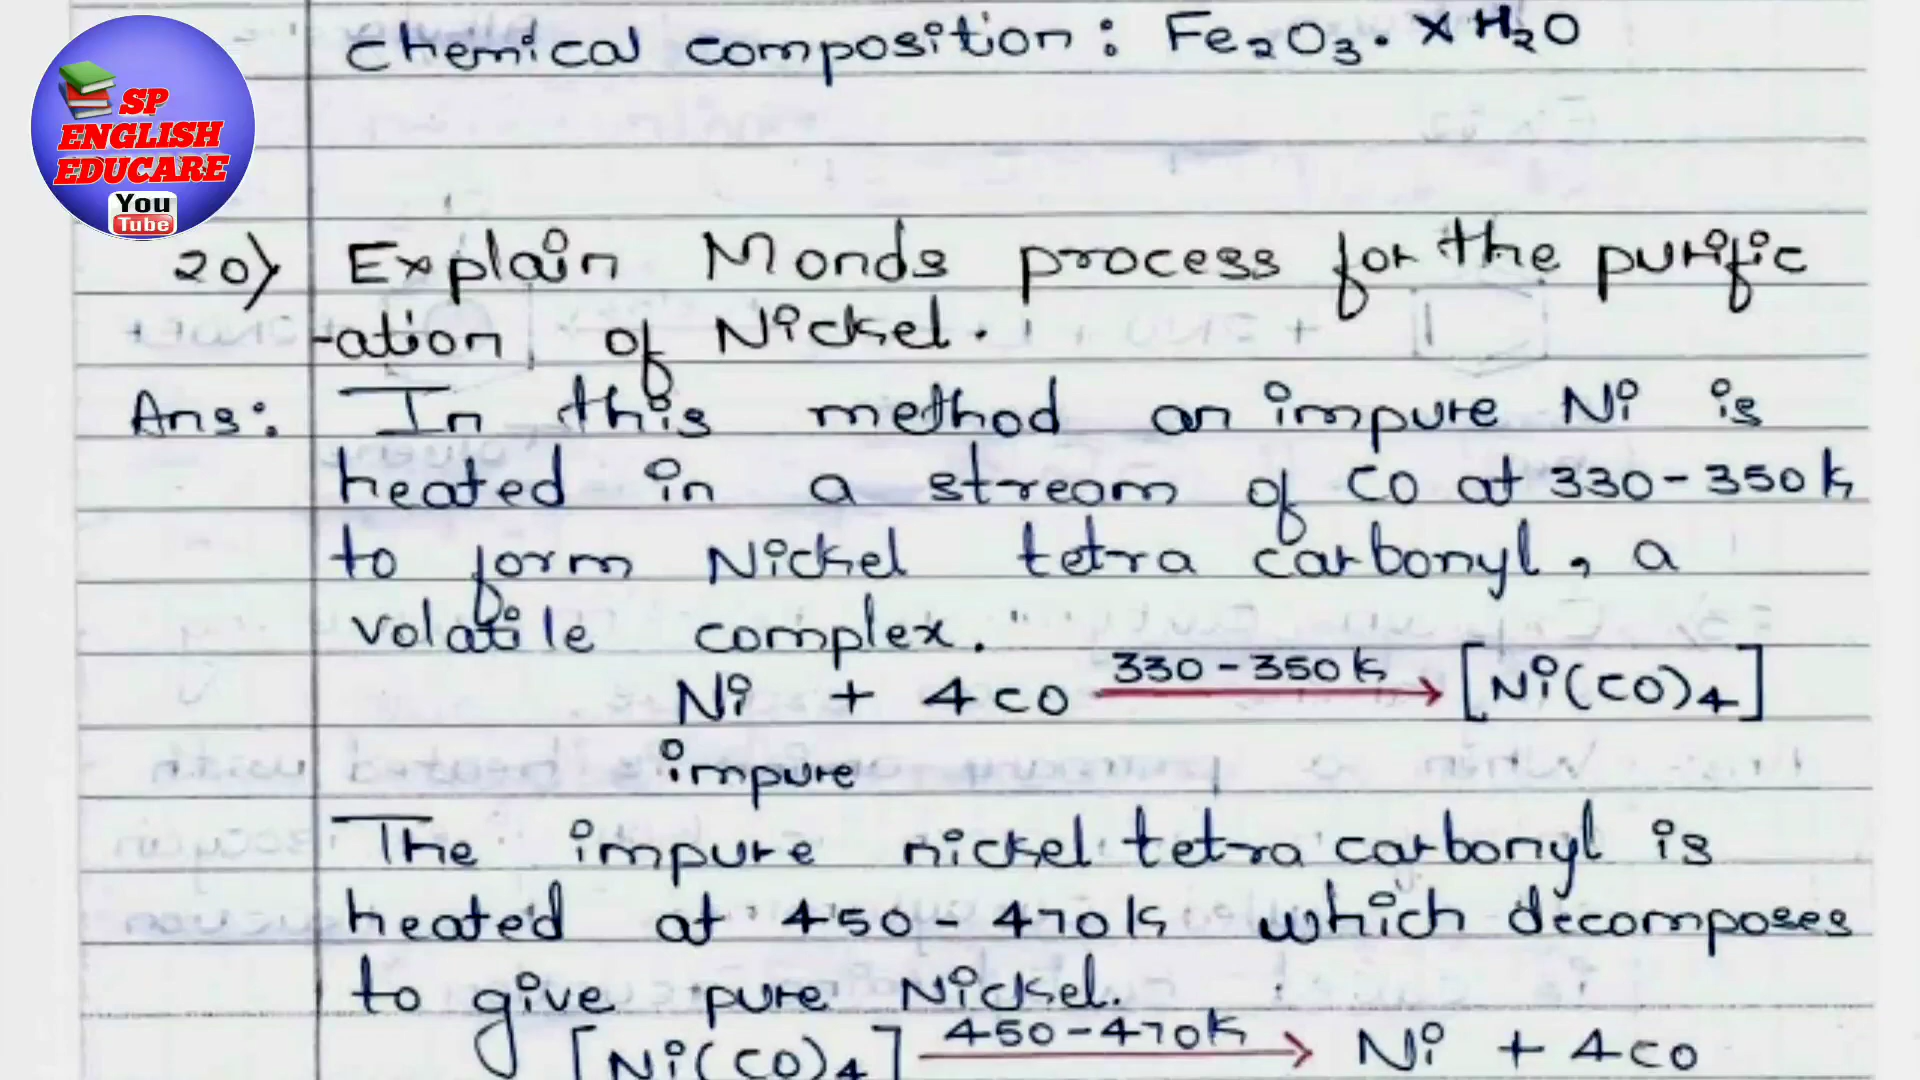 chemical composition : Fe₂O₃. XH₂O
SP
ENGLISH
EDUCARE
You
Tube
20) Explain Monds process for the purific
-ation of Nickel.
Ans: In this method an impure Ni is
heated in a stream of CO at 330-350k
to form Nickel tetra carbonyl, a
volatile complex.
Ni + 4CO 330-350k → [Ni(CO)₄]
impure
The impure nickel tetra carbonyl is
heated at 450-470k which decomposes
to give pure Nickel.
[Ni(CO)₄] 450-470k → Ni + 4CO